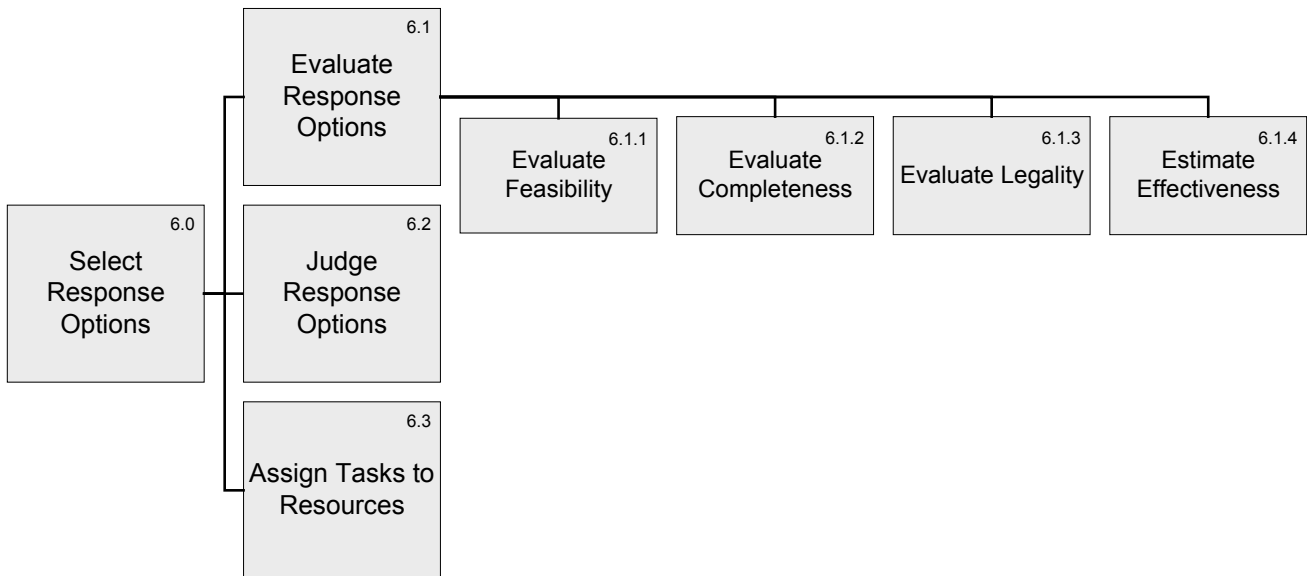 6.1
Evaluate
Response
Options
6.1.1
Evaluate
Feasibility
6.1.2
Evaluate
Completeness
6.1.3
Evaluate Legality
6.1.4
Estimate
Effectiveness
6.0
Select
Response
Options
6.2
Judge
Response
Options
6.3
Assign Tasks to
Resources